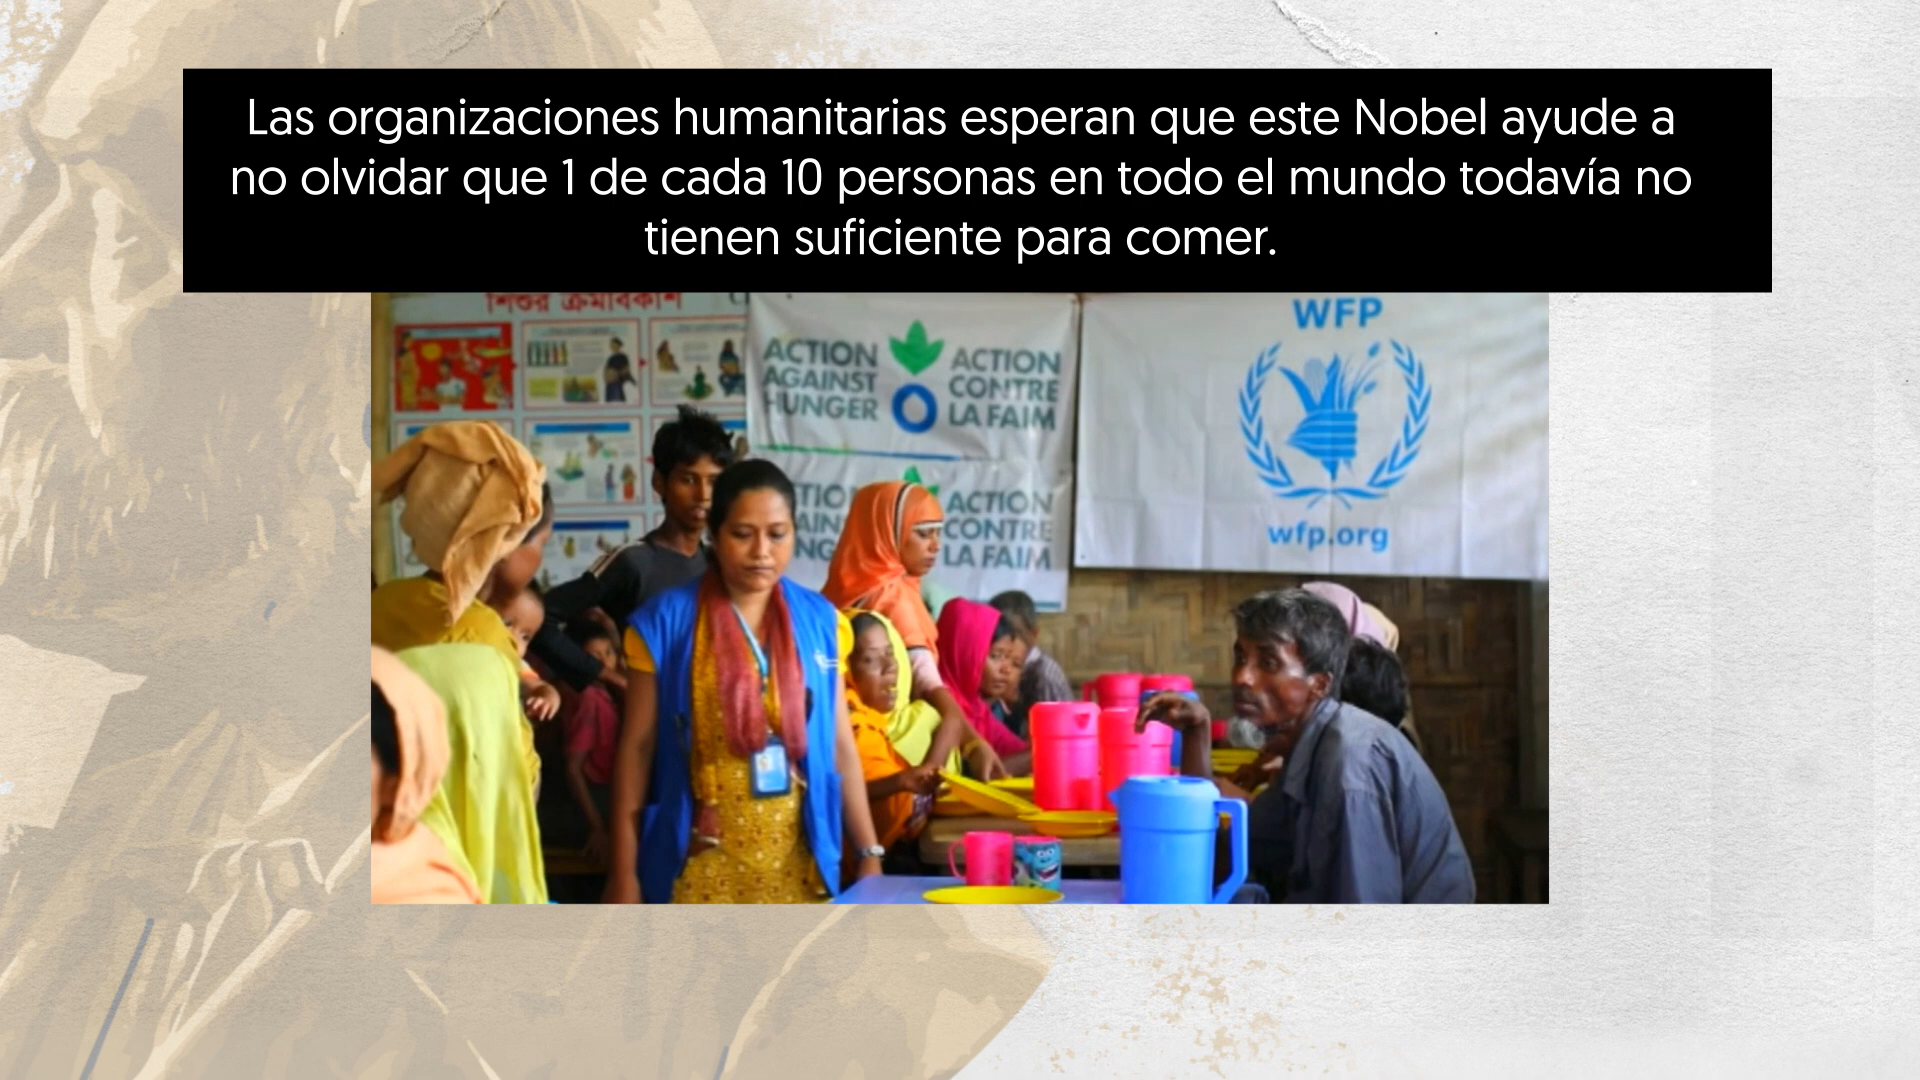 Las organizaciones humanitarias esperan que este Nobel ayude a
no olvidar que 1 de cada 10 personas en todo el mundo todavía no
tienen suficiente para comer.
শিশুর ক্রমবিকাশ
ACTION
AGAINST
HUNGER
ACTION
CONTRE
LA FAIM
ACTION
CONTRE
LA FAIM
WFP
wfp.org